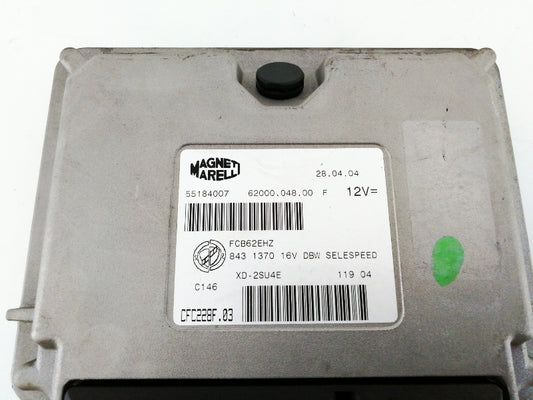 MAGNETI
MARELLI
28.04.04
55184007 62000.048.00 F 12V=
FCB62EHZ
843 1370 16V DBW SELESPEED
XD-2SU4E 119 04
C146
CFC228F.03